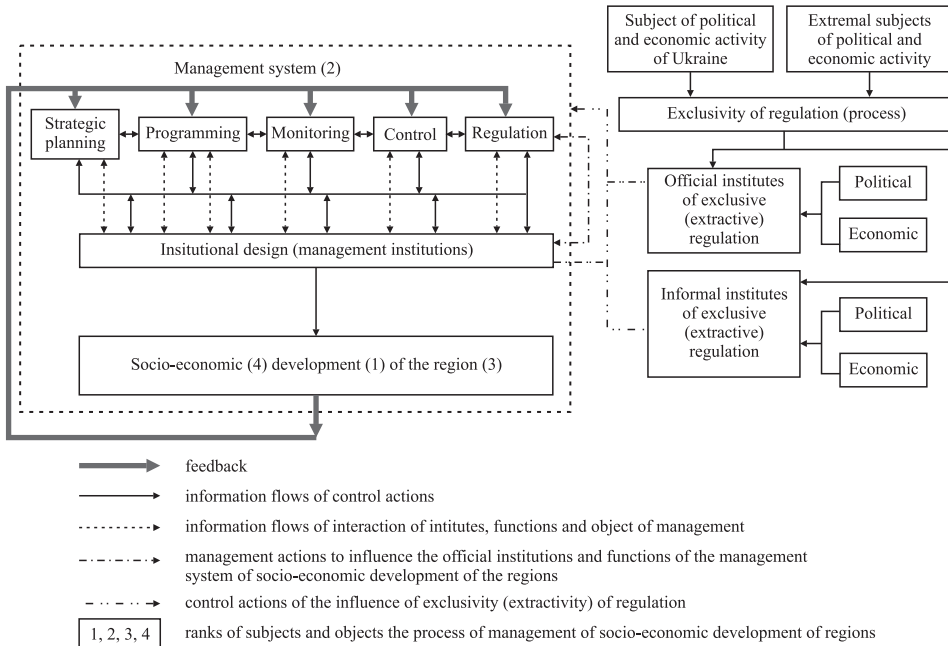 Subject of political
and economic activity
of Ukraine
Extremal subjects
of political and
economic activity
Management system (2)
Exclusivity of regulation (process)
Strategic
planning
Programming
Monitoring
Control
Regulation
Official institutes
of exclusive
(extractive)
regulation
Political
Economic
Insitutional design (management institutions)
Informal institutes
of exclusive
(extractive)
regulation
Political
Economic
Socio-economic (4) development (1) of the region (3)
feedback
information flows of control actions
information flows of interaction of intitutes, functions and object of management
management actions to influence the official institutions and functions of the management
system of socio-economic development of the regions
control actions of the influence of exclusivity (extractivity) of regulation
1, 2, 3, 4 ranks of subjects and objects the process of management of socio-economic development of regions